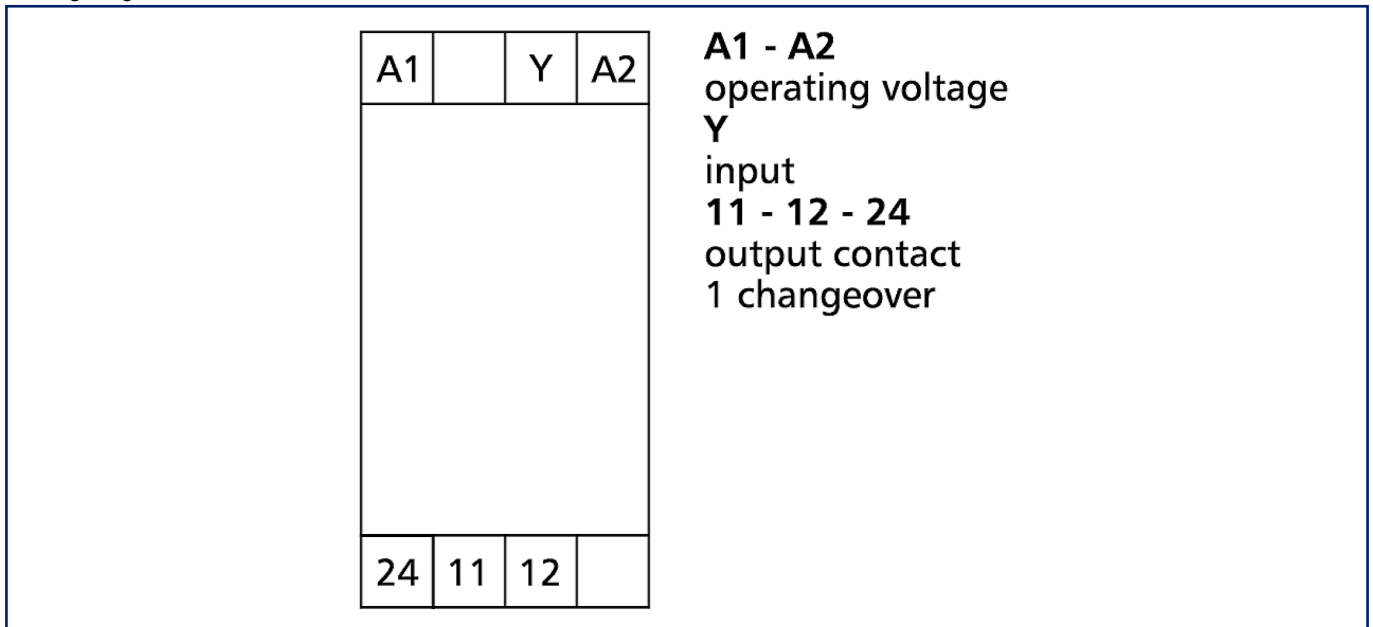 A1 Y A2
A1 - A2
operating voltage
Y
input
11 - 12 - 24
output contact
1 changeover
24 11 12